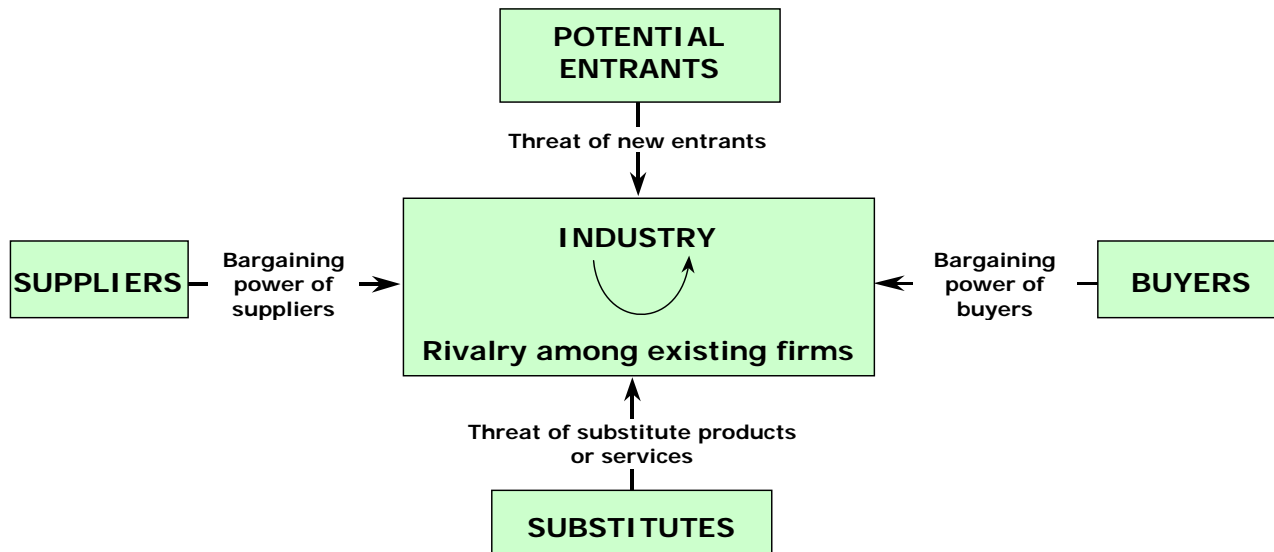 POTENTIAL
ENTRANTS
Threat of new entrants
INDUSTRY
SUPPLIERS
Bargaining
power of
suppliers
Bargaining
power of
buyers
BUYERS
Rivalry among existing firms
Threat of substitute products
or services
SUBSTITUTES